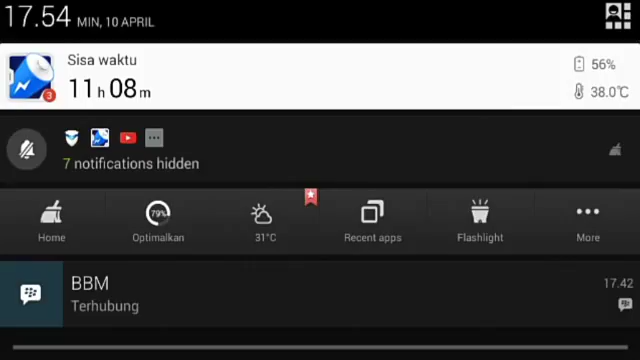 17.54 MIN, 10 APRIL
Sisa waktu
11 h 08 m
3
56%
38.0°C
7 notifications hidden
79%
Home
Optimalkan
31°C
Recent apps
Flashlight
More
BBM
17.42
Terhubung